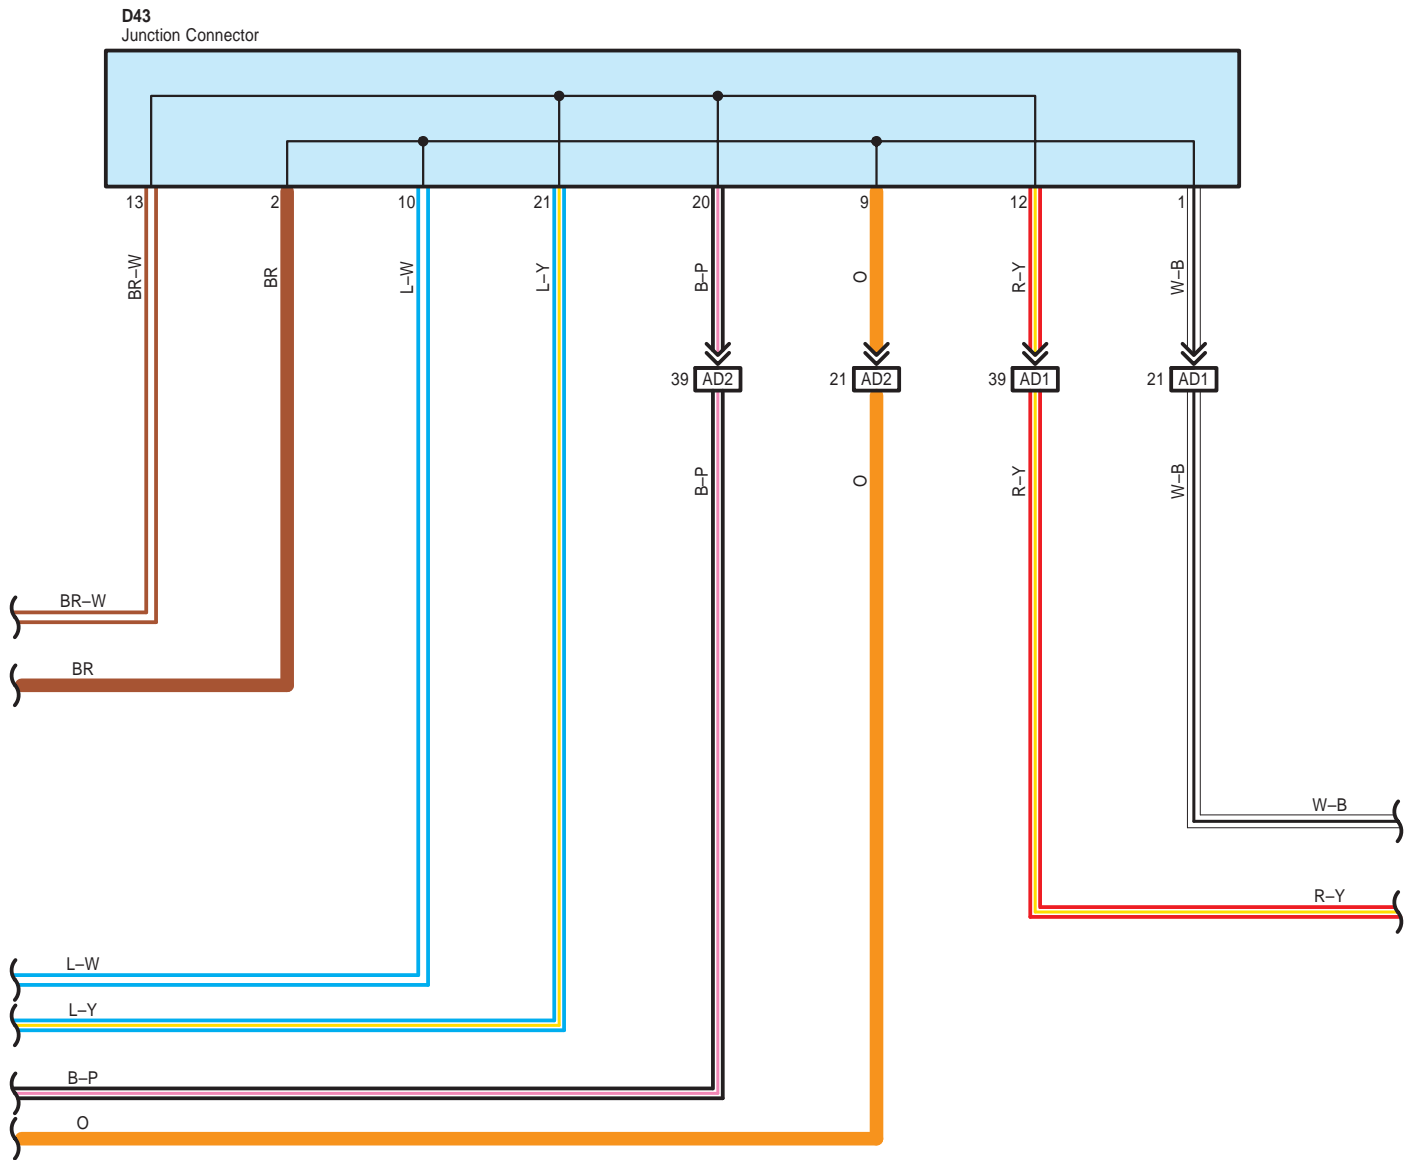 D43
Junction Connector
13 2 10 21 20 9 12 1
BR–W BR L–W L–Y B–P O R–Y W–B
39 AD2 21 AD2 39 AD1 21 AD1
B–P O R–Y W–B
BR–W
BR
W–B
R–Y
L–W
L–Y
B–P
O